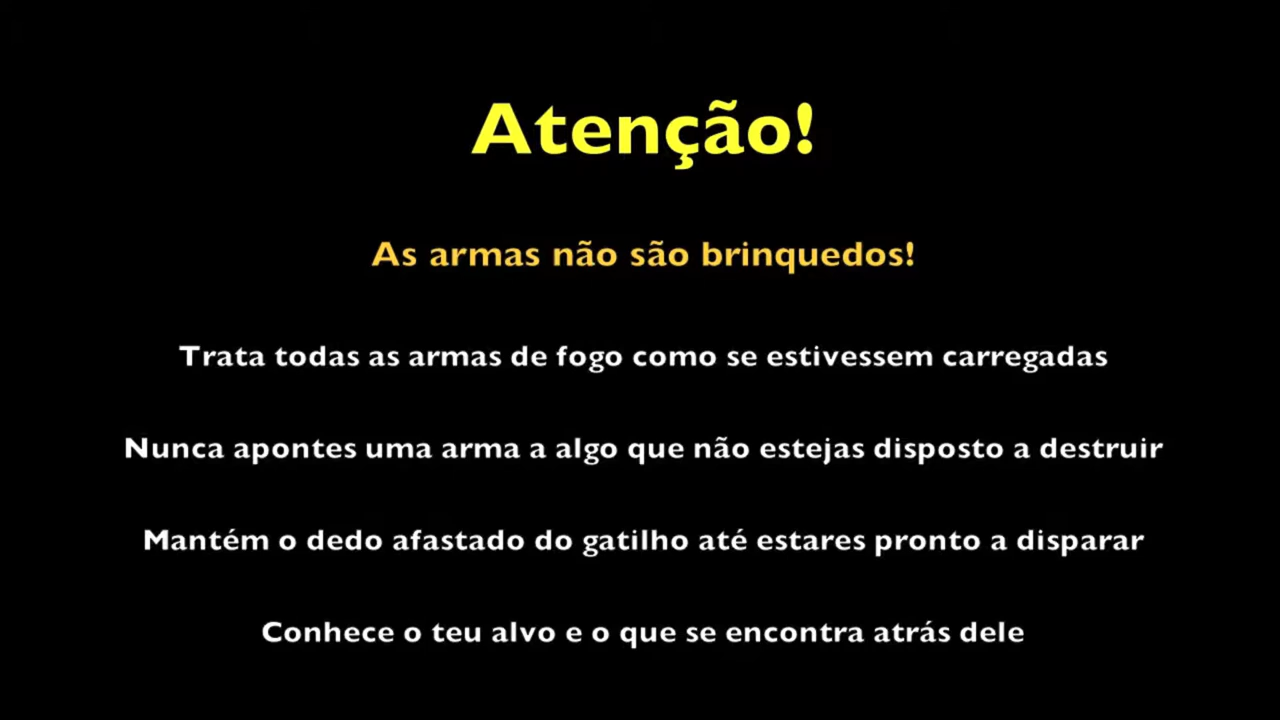 Atenção!
As armas não são brinquedos!
Trata todas as armas de fogo como se estivessem carregadas
Nunca apontes uma arma a algo que não estejas disposto a destruir
Mantém o dedo afastado do gatilho até estares pronto a disparar
Conhece o teu alvo e o que se encontra atrás dele